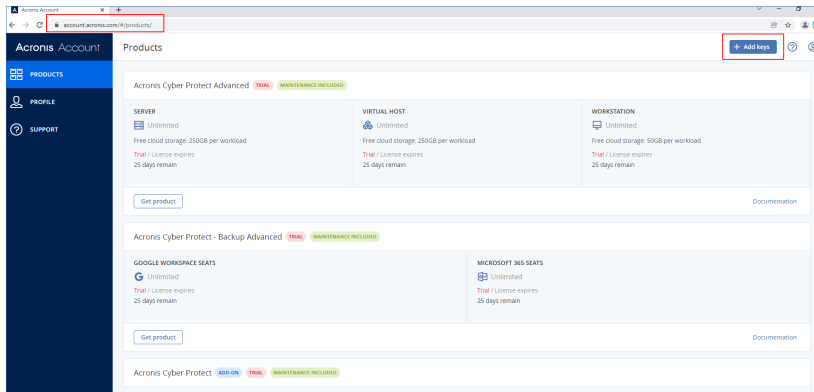 Acronis Account
account.acronis.com/#/products/
Acronis Account
Products
+ Add keys
PRODUCTS
PROFILE
SUPPORT
Acronis Cyber Protect Advanced TRIAL MAINTENANCE INCLUDED
SERVER VIRTUAL HOST WORKSTATION
Unlimited Unlimited Unlimited
Free cloud storage: 250GB per workload Free cloud storage: 250GB per workload Free cloud storage: 50GB per workload
Trial / License expires Trial / License expires Trial / License expires
25 days remain 25 days remain 25 days remain
Get product Documentation
Acronis Cyber Protect - Backup Advanced TRIAL MAINTENANCE INCLUDED
GOOGLE WORKSPACE SEATS MICROSOFT 365 SEATS
Unlimited Unlimited
Trial / License expires Trial / License expires
25 days remain 25 days remain
Get product Documentation
Acronis Cyber Protect ADD-ON TRIAL MAINTENANCE INCLUDED